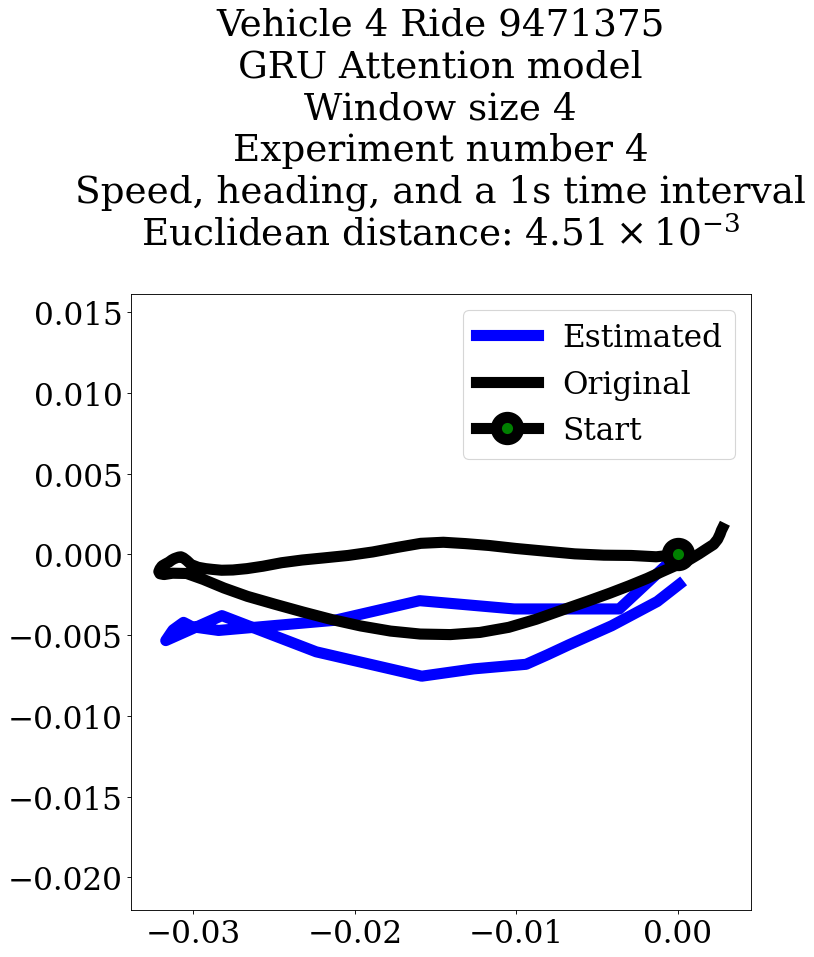 Vehicle 4 Ride 9471375
GRU Attention model
Window size 4
Experiment number 4
Speed, heading, and a 1s time interval
Euclidean distance: 4.51 × 10⁻³
0.015
0.010
0.005
0.000
−0.005
−0.010
−0.015
−0.020
Estimated
Original
Start
−0.03
−0.02
−0.01
0.00